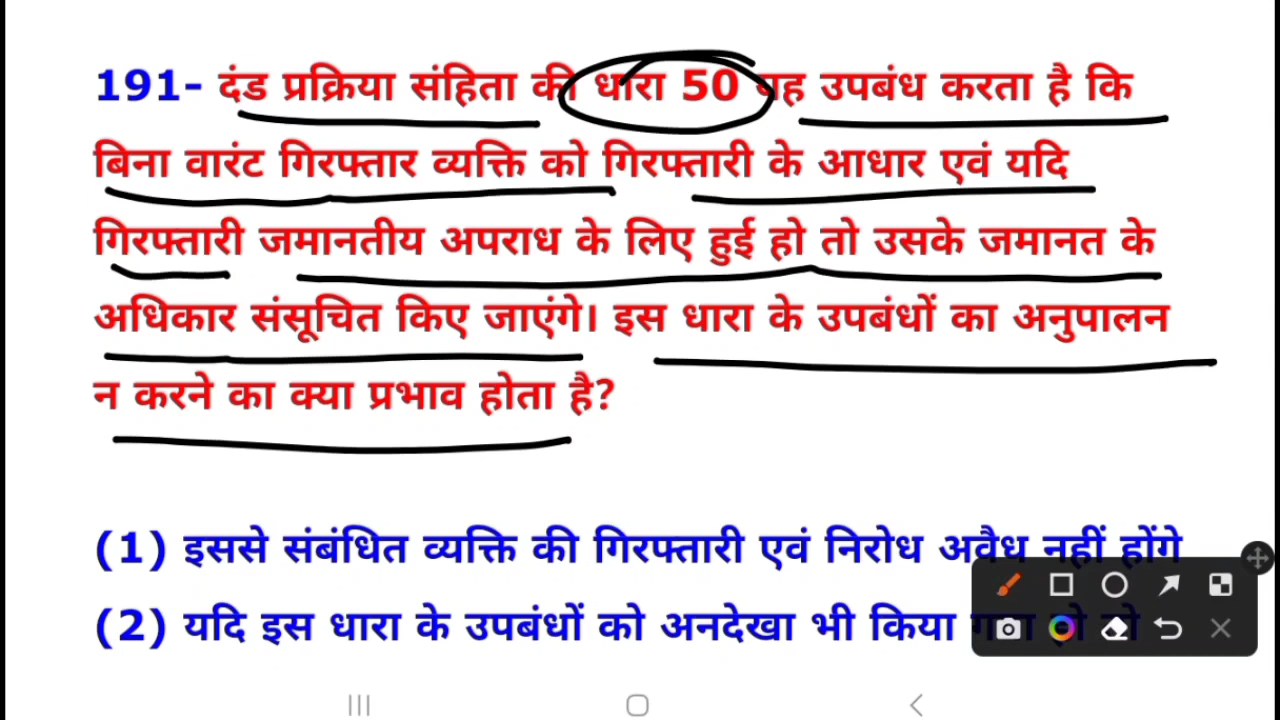 191- दंड प्रक्रिया संहिता की धारा 50 यह उपबंध करता है कि
बिना वारंट गिरफ्तार व्यक्ति को गिरफ्तारी के आधार एवं यदि
गिरफ्तारी जमानतीय अपराध के लिए हुई हो तो उसके जमानत के
अधिकार संसूचित किए जाएंगे। इस धारा के उपबंधों का अनुपालन
न करने का क्या प्रभाव होता है?
(1) इससे संबंधित व्यक्ति की गिरफ्तारी एवं निरोध अवैध नहीं होंगे
(2) यदि इस धारा के उपबंधों को अनदेखा भी किया गया हो तो